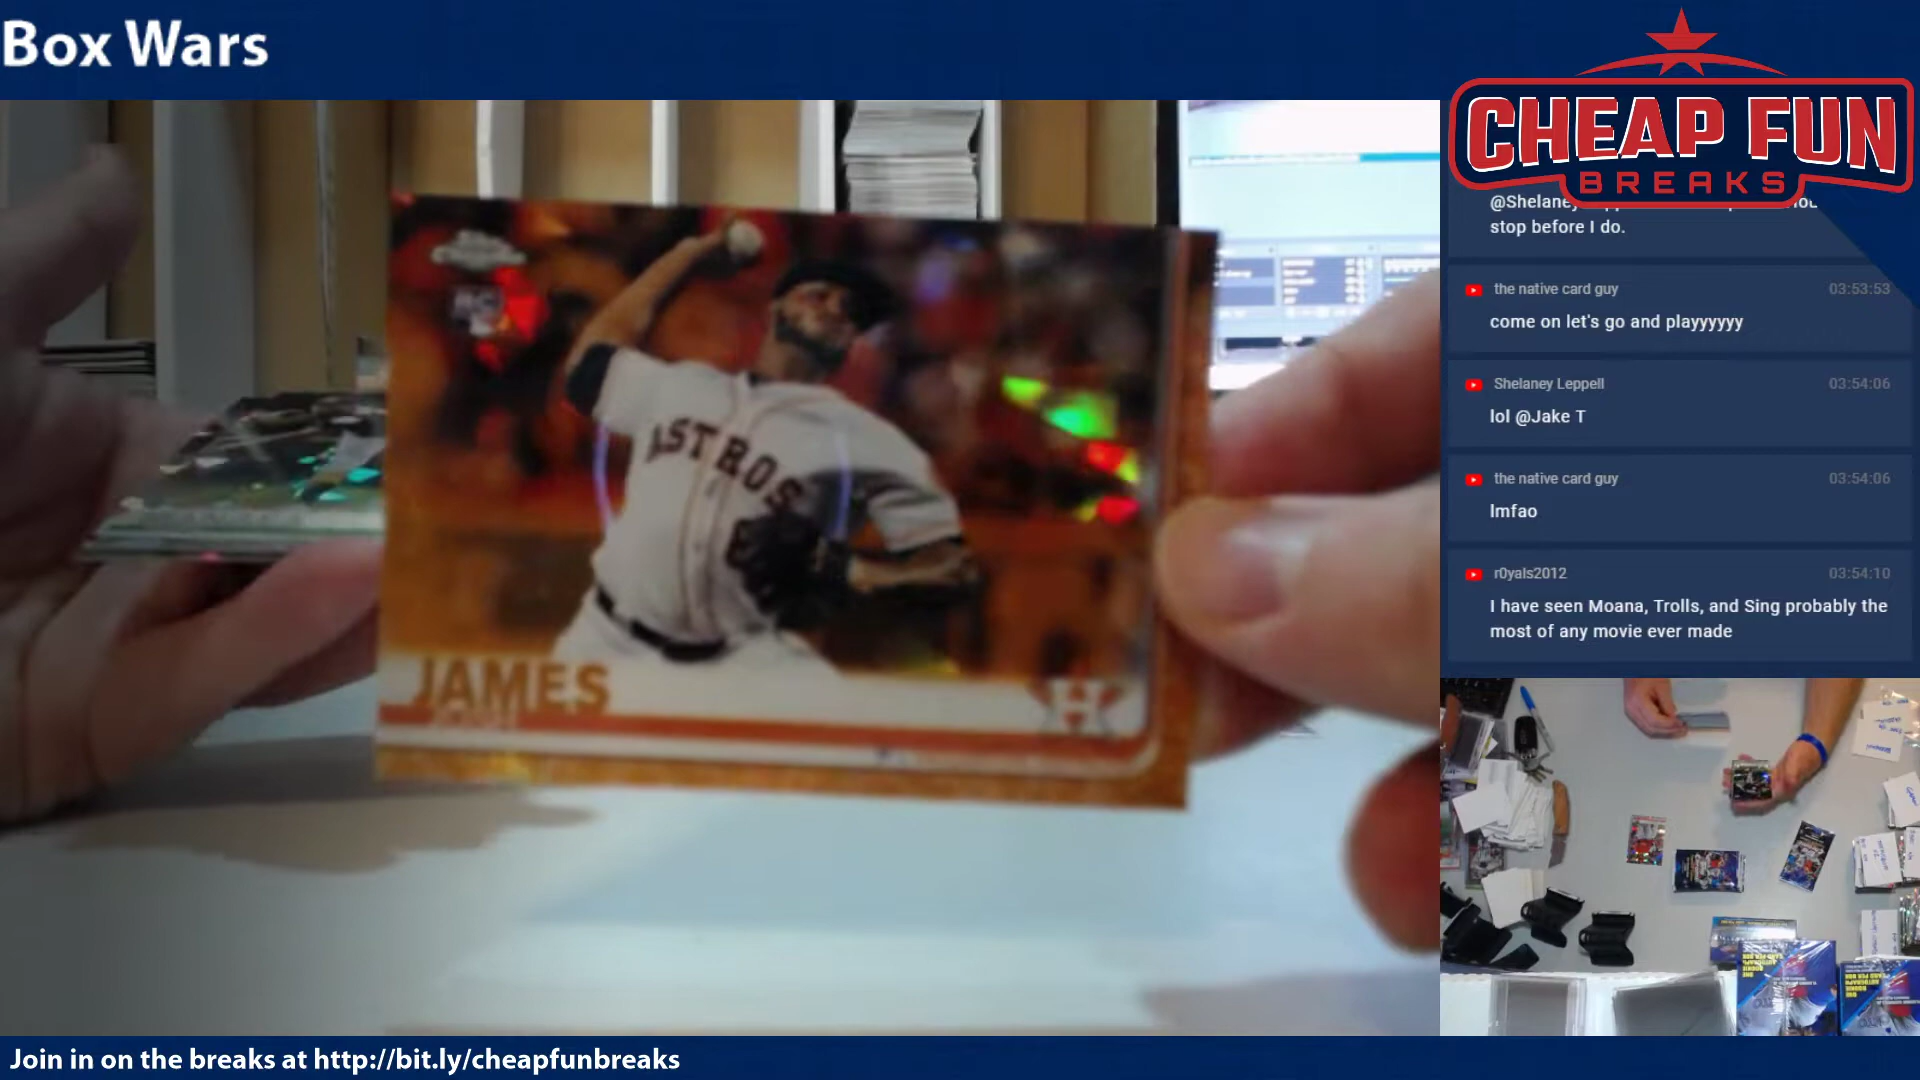 Box Wars
CHEAP FUN
BREAKS
stop before I do.
the native card guy 03:53:53
come on let's go and playyyyyy
Shelaney Leppell 03:54:06
lol @Jake T
the native card guy 03:54:06
lmfao
r0yals2012 03:54:10
I have seen Moana, Trolls, and Sing probably the
most of any movie ever made
Chrome
RC
ASTROS
JAMES
H
Join in on the breaks at http://bit.ly/cheapfunbreaks